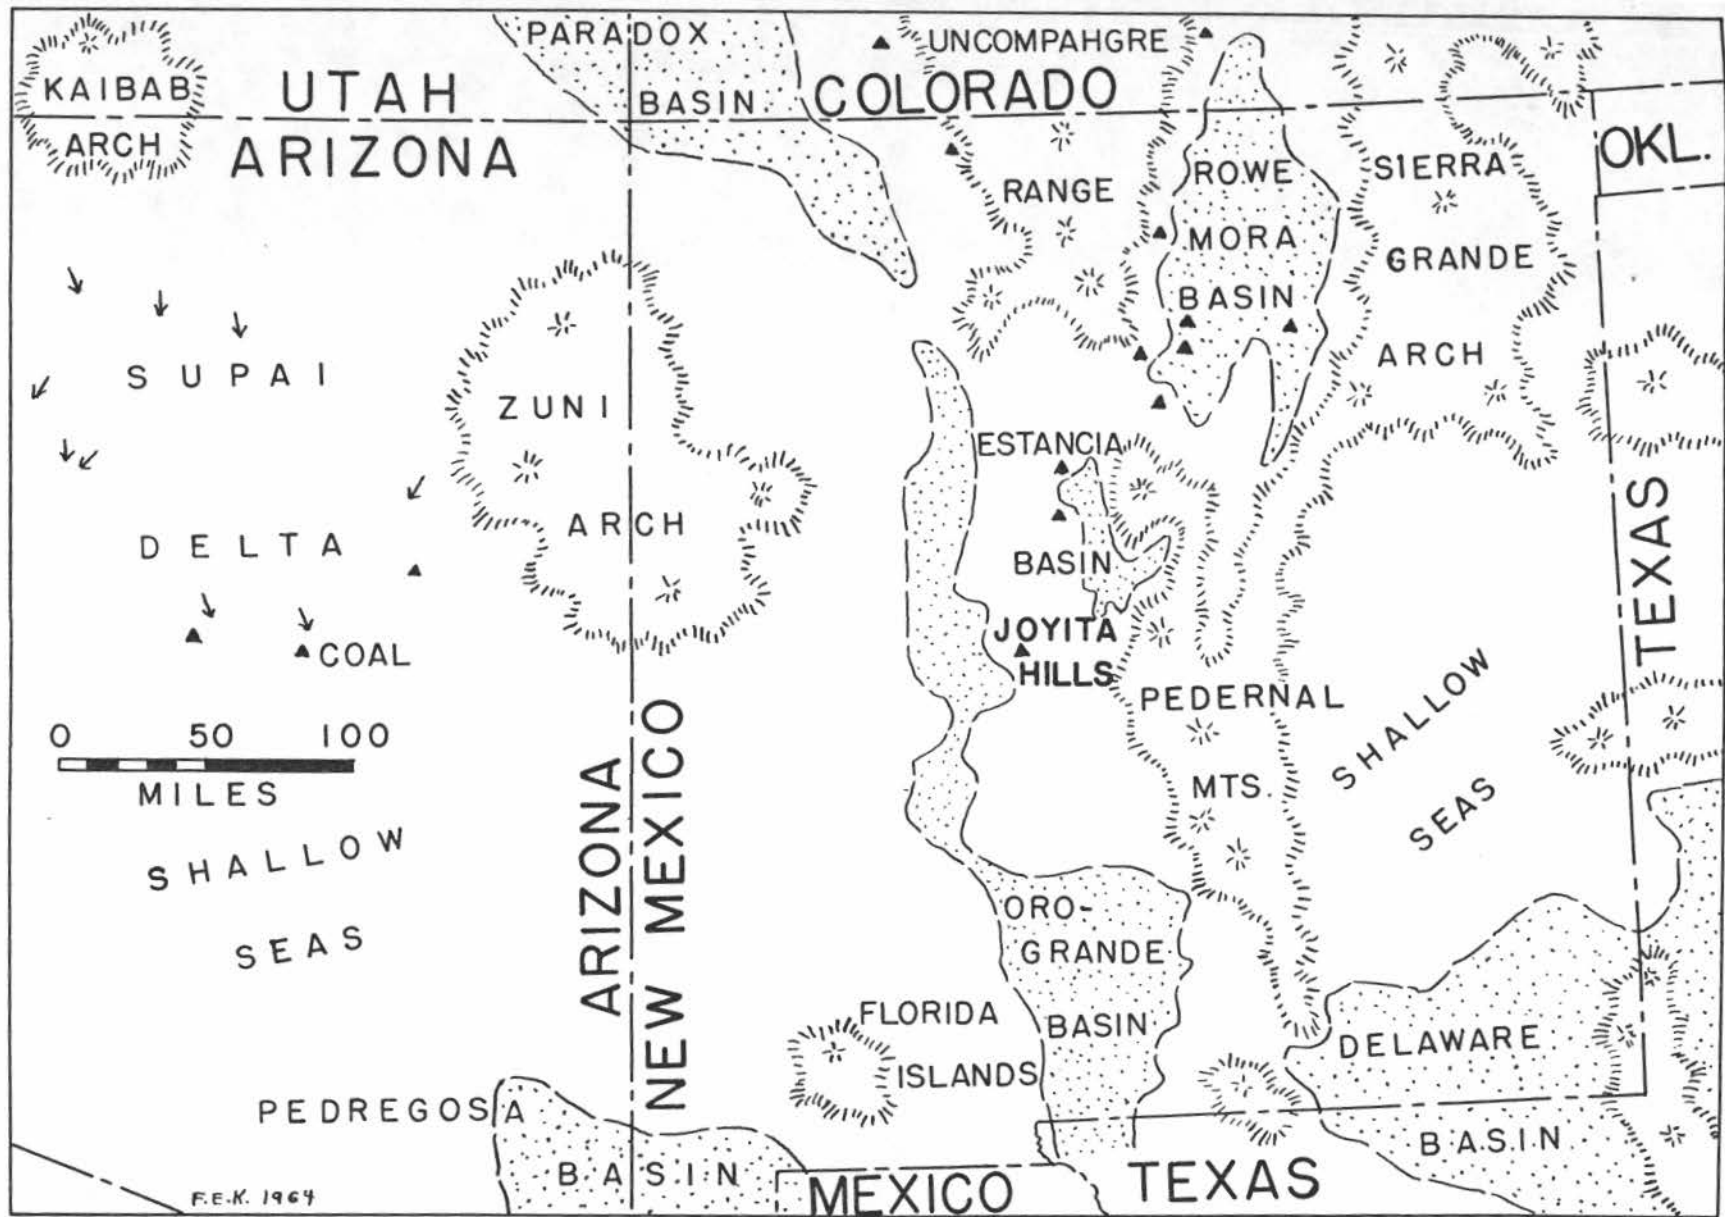 PARADOX
BASIN
UNCOMPAHGRE
RANGE
KAIBAB
ARCH
UTAH
COLORADO
ARIZONA
OKL.
ROWE
MORA
BASIN
SIERRA
GRANDE
ARCH
SUPAI
DELTA
ZUNI
ARCH
ESTANCIA
BASIN
JOYITA
HILLS
TEXAS
COAL
PEDERNAL
MTS.
SHALLOW
SEAS
0 50 100
MILES
SHALLOW
SEAS
ARIZONA
NEW MEXICO
ORO-
GRANDE
BASIN
FLORIDA
ISLANDS
DELAWARE
BASIN
PEDREGOSA
BASIN
MEXICO
TEXAS
F.E.K. 1964